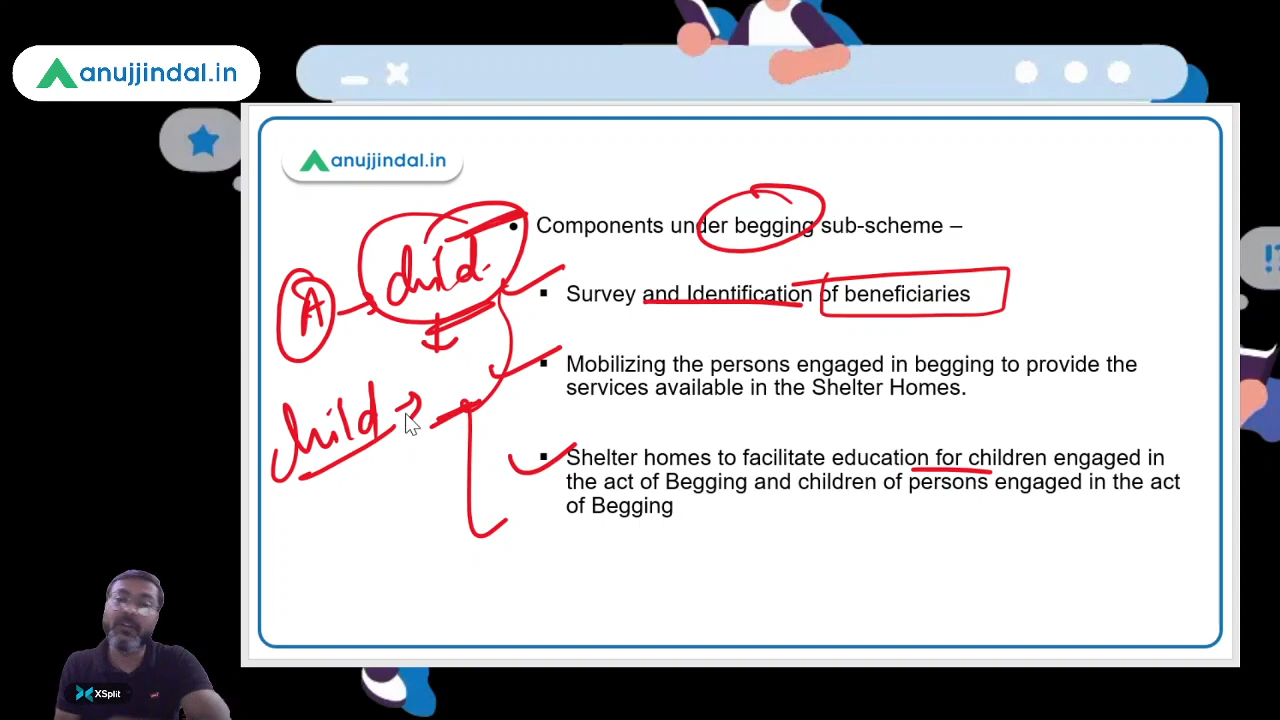 anujjindal.in
anujjindal.in
• Components under begging sub-scheme –
▪ Survey and Identification of beneficiaries
▪ Mobilizing the persons engaged in begging to provide the
services available in the Shelter Homes.
▪ Shelter homes to facilitate education for children engaged in
the act of Begging and children of persons engaged in the act
of Begging
child
A
child
!?
XSplit